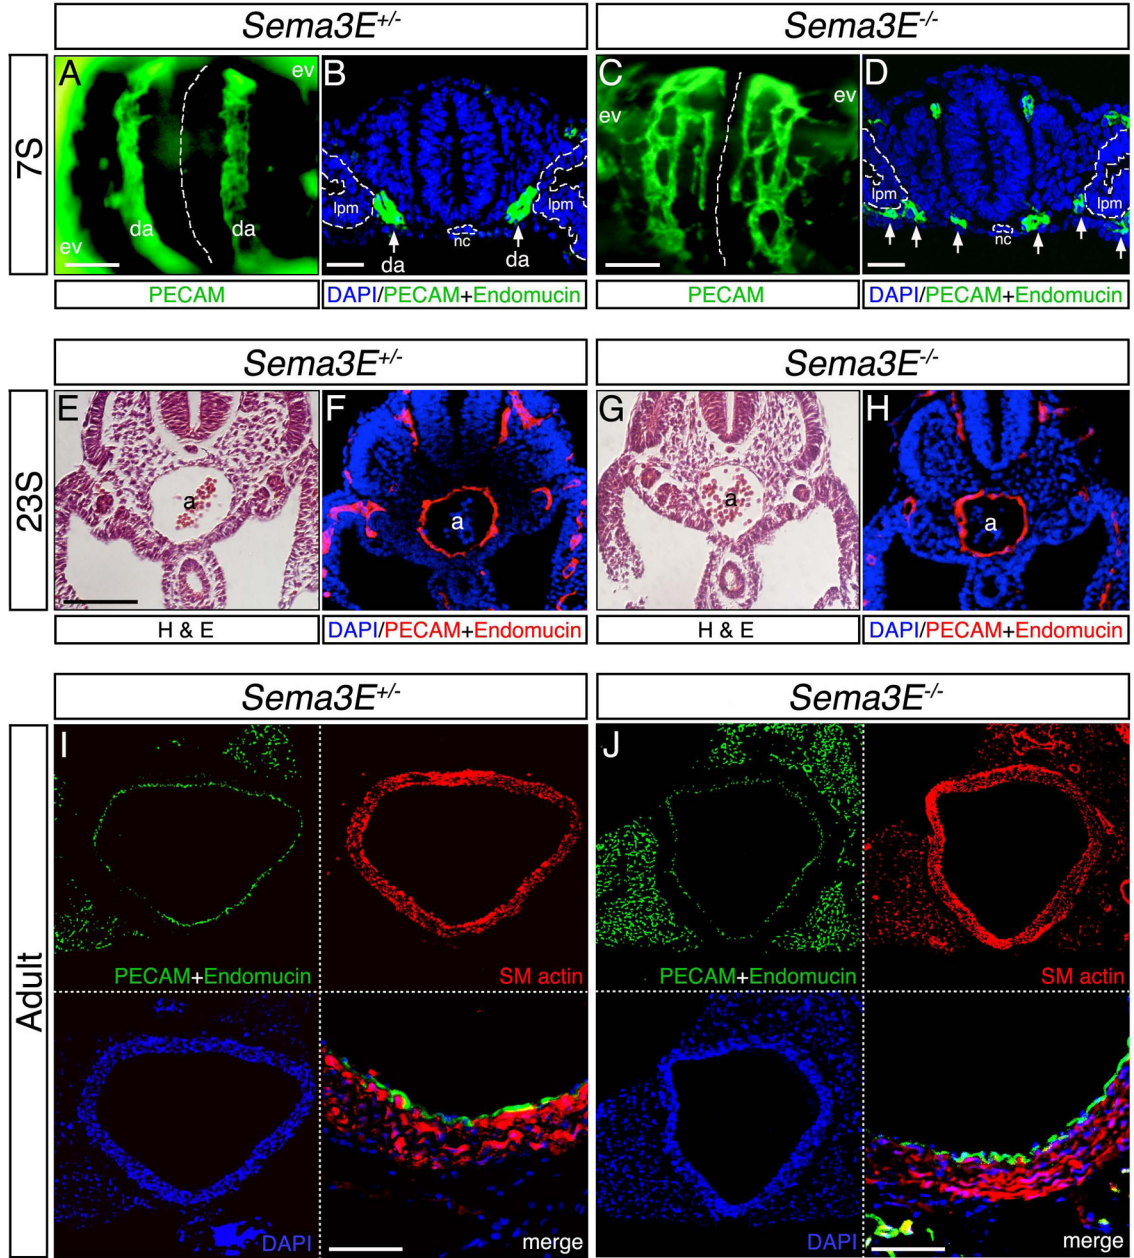 Sema3E+/-
Sema3E-/-
7S
A
ev
da
da
ev
B
lpm
lpm
nc
da
da
C
ev
ev
D
lpm
lpm
nc
PECAM
DAPI/PECAM+Endomucin
PECAM
DAPI/PECAM+Endomucin
Sema3E+/-
Sema3E-/-
23S
E
a
F
a
G
a
H
a
H & E
DAPI/PECAM+Endomucin
H & E
DAPI/PECAM+Endomucin
Sema3E+/-
Sema3E-/-
Adult
I
PECAM+Endomucin
SM actin
DAPI
merge
J
PECAM+Endomucin
SM actin
DAPI
merge